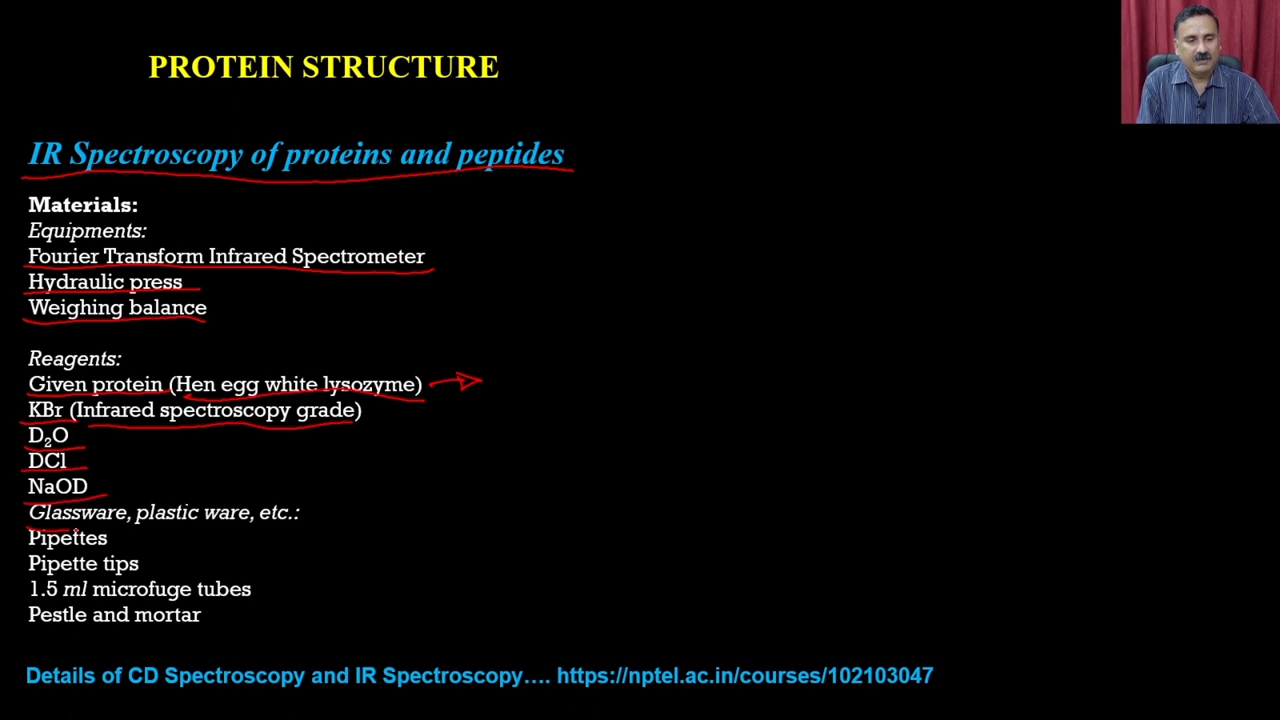 PROTEIN STRUCTURE
IR Spectroscopy of proteins and peptides
Materials:
Equipments:
Fourier Transform Infrared Spectrometer
Hydraulic press
Weighing balance
Reagents:
Given protein (Hen egg white lysozyme)
KBr (Infrared spectroscopy grade)
D₂O
DCl
NaOD
Glassware, plastic ware, etc.:
Pipettes
Pipette tips
1.5 ml microfuge tubes
Pestle and mortar
Details of CD Spectroscopy and IR Spectroscopy…. https://nptel.ac.in/courses/102103047